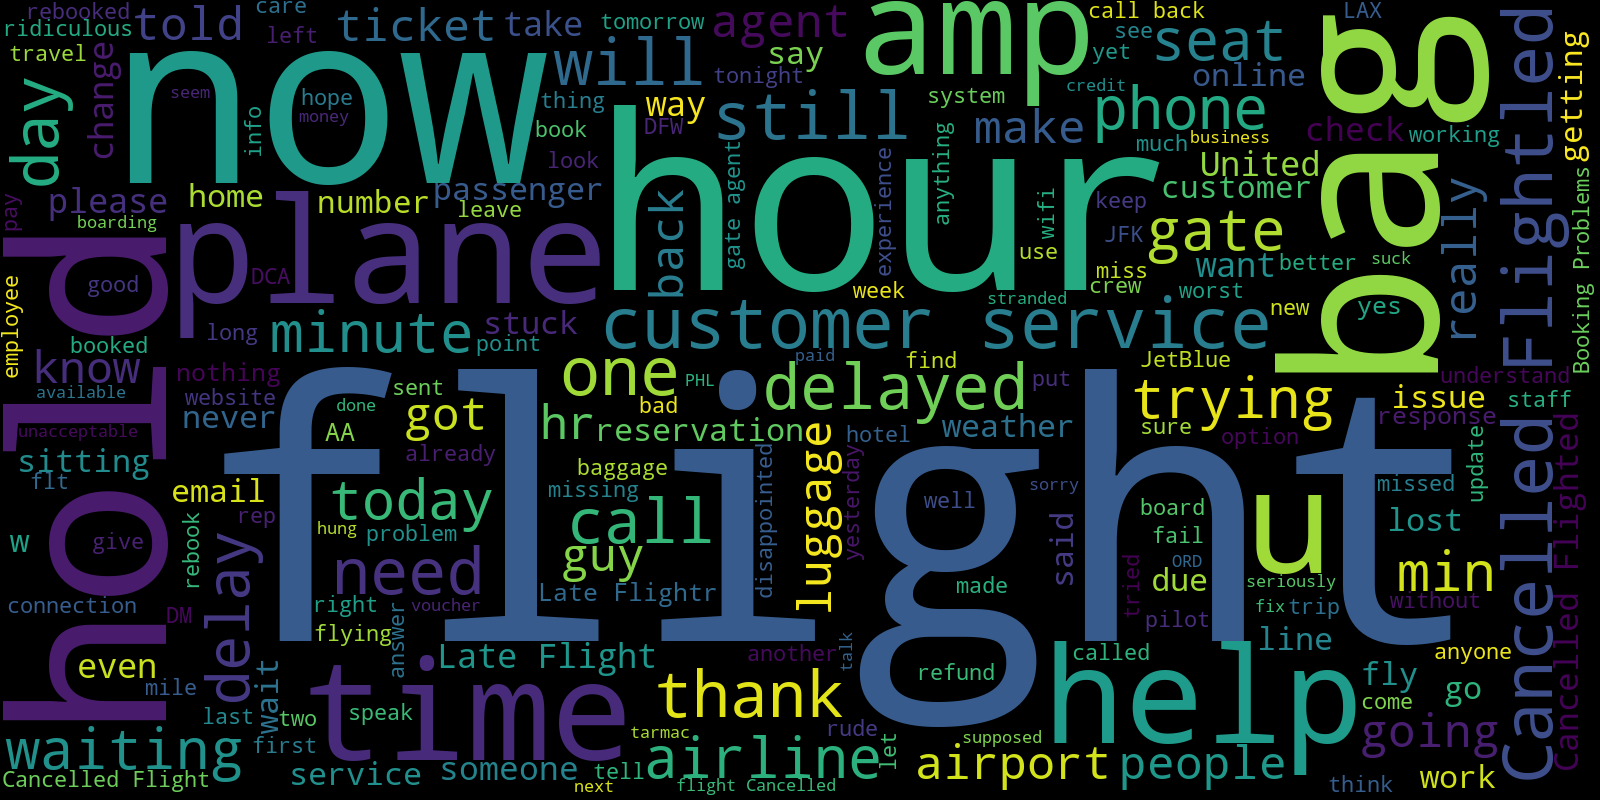 rebooked
ridiculous
travel
told
care
left
ticket
take
tomorrow
agent
say
amp
call back
see
yet
LAX
seat
online
credit
bag
Cancelled Flightled
getting
day
change
now
seem
info
hope
money
will
thing
book
look
way
DFW
tonight
still
system
make
phone
much
business
United
check
working
pay
please
boarding
home
number
passenger
leave
back
gate agent
hour
experience
anything
wifi
keep
JFK
use
customer
gate
want
better
suck
really
Booking Problems
hold
good
plane
DCA
long
minute
stuck
point
week
stranded
miss
crew
worst
new
yes
employee
booked
know
available
nothing
website
never
customer service
paid
find
JetBlue
understand
unacceptable
sitting
flt
sent
done
AA
got
already
one
PHL
bad
hr
reservation
delayed
put
hotel
weather
trying
sure
option
issue
response
staff
flight
email
rep
today
hung
problem
baggage
missing
call
guy
disappointed
luggage
yesterday
well
sorry
said
board
fail
ORD
due
u
missed
lost
update
min
w
rebook
give
connection
DM
delay
need
right
flying
voucher
answer
Late Flightr
made
tried
seriously
fix
trip
pilot
line
without
Cancelled Flighted
even
mile
last
wait
first
two
time
speak
Late Flight
thank
another
talk
rude
refund
help
called
fly
come
anyone
go
going
waiting
Cancelled Flight
service
someone
next
tell
tarmac
airline
let
flight Cancelled
airport
supposed
people
think
work